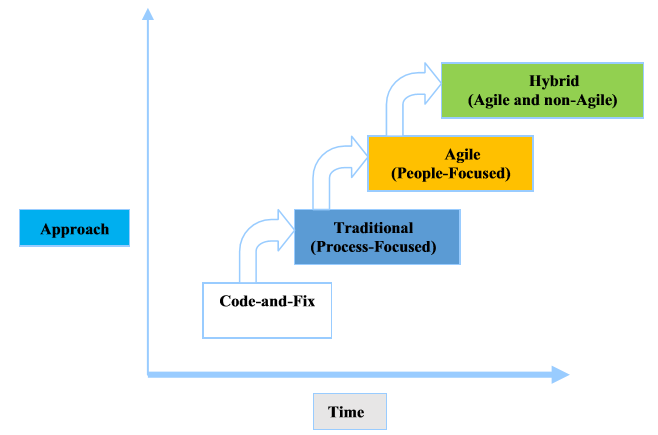 Hybrid
(Agile and non-Agile)
Agile
(People-Focused)
Approach
Traditional
(Process-Focused)
Code-and-Fix
Time